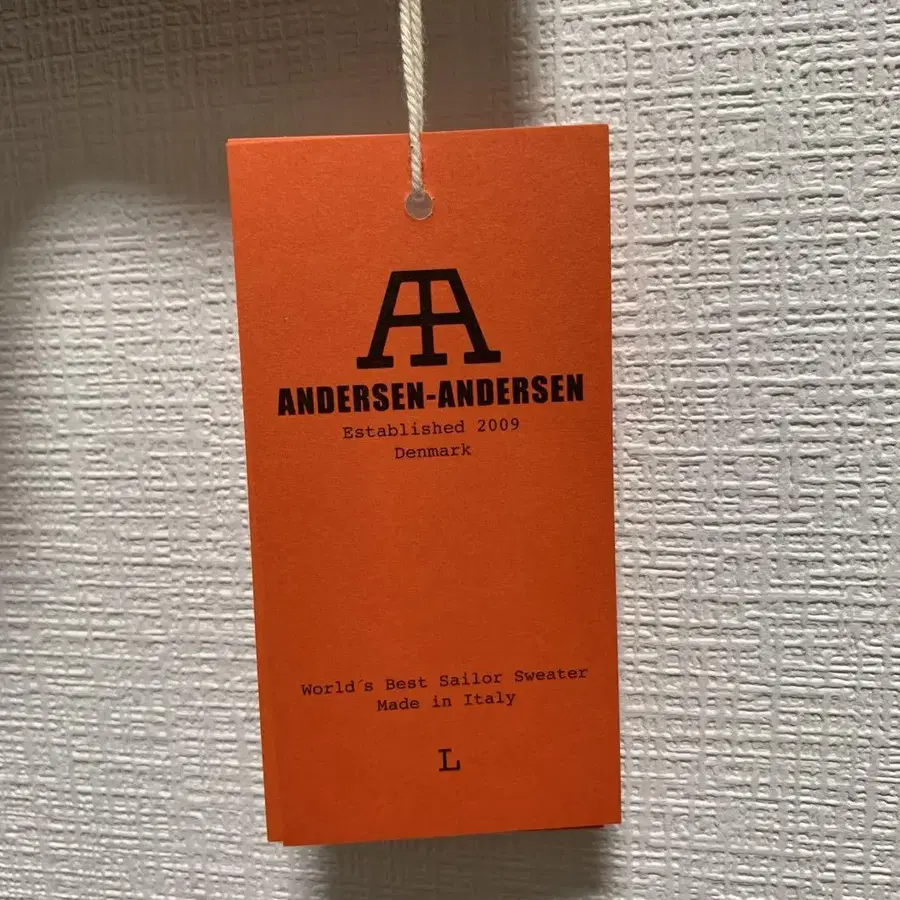 ANDERSEN-ANDERSEN
Established 2009
Denmark
World´s Best Sailor Sweater
Made in Italy
L